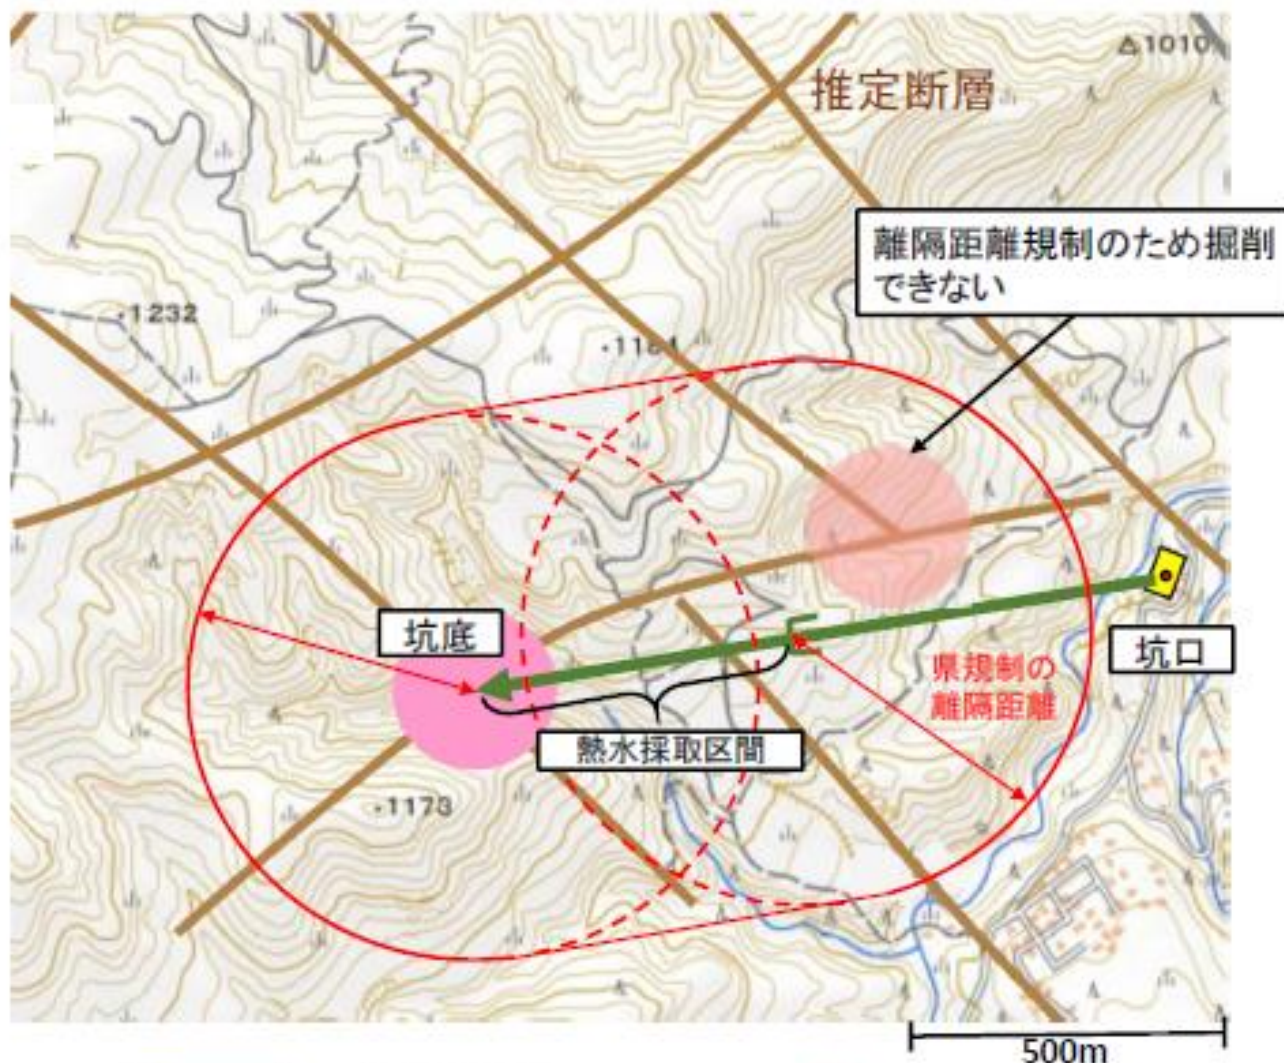 1010
推定断層
離隔距離規制のため掘削
できない
1232
1184
坑底
坑口
県規制の
離隔距離
熱水採取区間
1173
500m